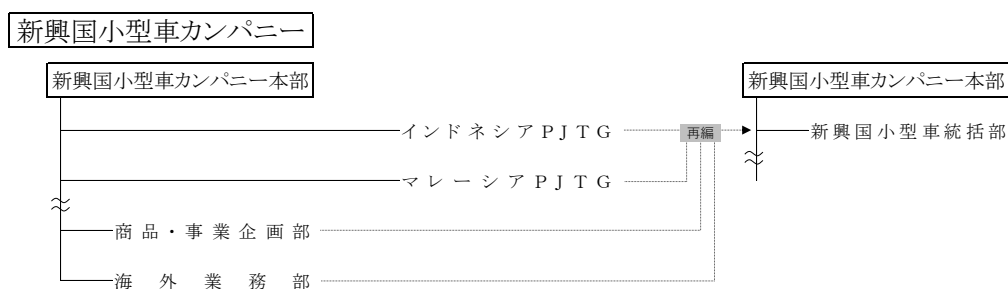 新興国小型車カンパニー
新興国小型車カンパニー本部
新興国小型車カンパニー本部
インドネシアPJTG
再編
新興国小型車統括部
マレーシアPJTG
商品・事業企画部
海外業務部